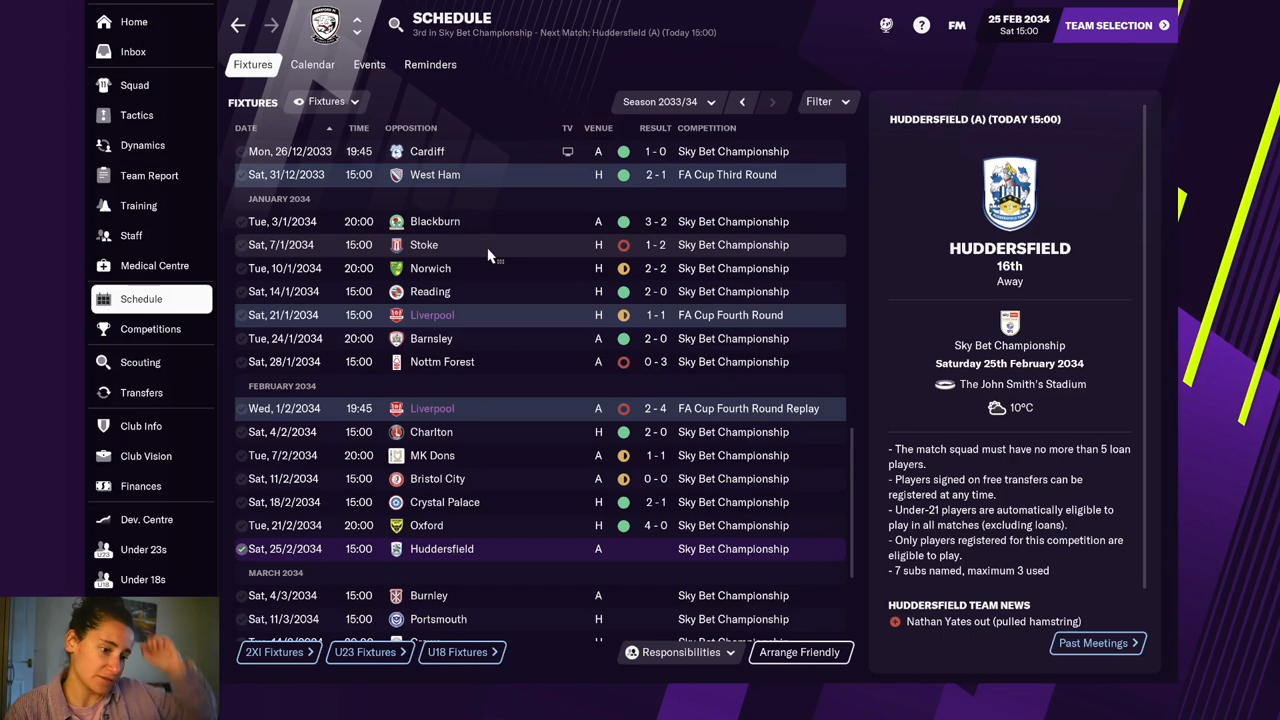 Home
Inbox
Squad
Tactics
Dynamics
Team Report
Training
Staff
Medical Centre
Schedule
Competitions
Scouting
Transfers
Club Info
Club Vision
Finances
Dev. Centre
Under 23s
U23
Under 18s
U18
SCHEDULE
3rd in Sky Bet Championship - Next Match; Huddersfield (A) (Today 15:00)
FM
25 FEB 2034
Sat 15:00
TEAM SELECTION
Fixtures Calendar Events Reminders
FIXTURES Fixtures Season 2033/34 Filter
DATE TIME OPPOSITION TV VENUE RESULT COMPETITION
Mon, 26/12/2033 19:45 Cardiff A 1 - 0 Sky Bet Championship
Sat, 31/12/2033 15:00 West Ham H 2 - 1 FA Cup Third Round
JANUARY 2034
Tue, 3/1/2034 20:00 Blackburn A 3 - 2 Sky Bet Championship
Sat, 7/1/2034 15:00 Stoke H 1 - 2 Sky Bet Championship
Tue, 10/1/2034 20:00 Norwich H 2 - 2 Sky Bet Championship
Sat, 14/1/2034 15:00 Reading H 2 - 0 Sky Bet Championship
Sat, 21/1/2034 15:00 Liverpool H 1 - 1 FA Cup Fourth Round
Tue, 24/1/2034 20:00 Barnsley A 2 - 0 Sky Bet Championship
Sat, 28/1/2034 15:00 Nottm Forest A 0 - 3 Sky Bet Championship
FEBRUARY 2034
Wed, 1/2/2034 19:45 Liverpool A 2 - 4 FA Cup Fourth Round Replay
Sat, 4/2/2034 15:00 Charlton H 2 - 0 Sky Bet Championship
Tue, 7/2/2034 20:00 MK Dons A 1 - 1 Sky Bet Championship
Sat, 11/2/2034 15:00 Bristol City A 0 - 0 Sky Bet Championship
Sat, 18/2/2034 15:00 Crystal Palace H 2 - 1 Sky Bet Championship
Tue, 21/2/2034 20:00 Oxford H 4 - 0 Sky Bet Championship
Sat, 25/2/2034 15:00 Huddersfield A Sky Bet Championship
MARCH 2034
Sat, 4/3/2034 15:00 Burnley A Sky Bet Championship
Sat, 11/3/2034 15:00 Portsmouth H Sky Bet Championship
2XI Fixtures U23 Fixtures U18 Fixtures Responsibilities Arrange Friendly
HUDDERSFIELD (A) (TODAY 15:00)
HUDDERSFIELD
16th
Away
Sky Bet Championship
Saturday 25th February 2034
The John Smith's Stadium
10°C
- The match squad must have no more than 5 loan
players.
- Players signed on free transfers can be
registered at any time.
- Under-21 players are automatically eligible to
play in all matches (excluding loans).
- Only players registered for this competition are
eligible to play.
- 7 subs named, maximum 3 used
HUDDERSFIELD TEAM NEWS
Nathan Yates out (pulled hamstring)
Past Meetings